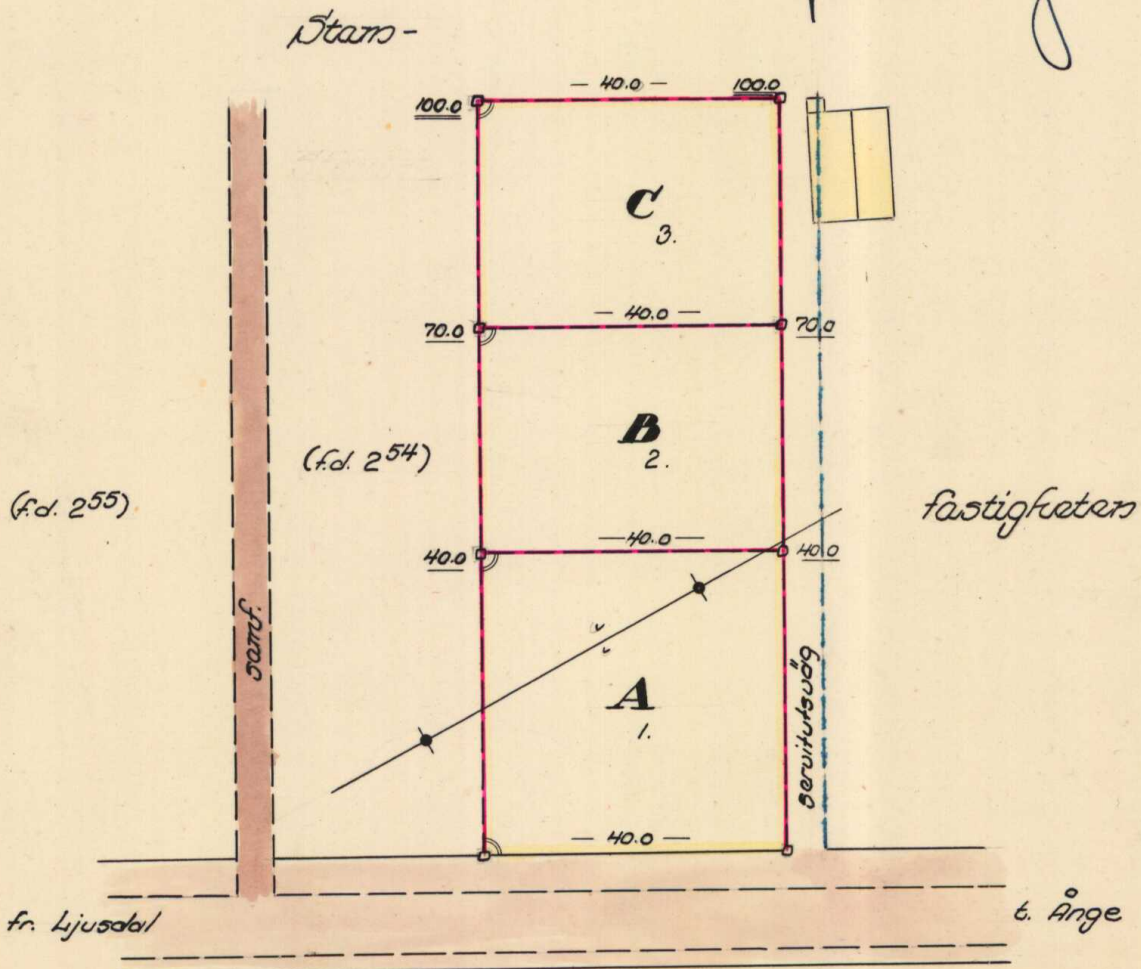 Stam-
— 40.0 —
100.0
100.0
C
3.
— 40.0 —
70.0
70.0
B
2.
(f.d. 2⁵⁴)
(f.d. 2⁵⁵)
fastigheten
— 40.0 —
40.0
40.0
samf.
A
1.
servitutsväg
— 40.0 —
fr. Ljusdal
t. Ånge